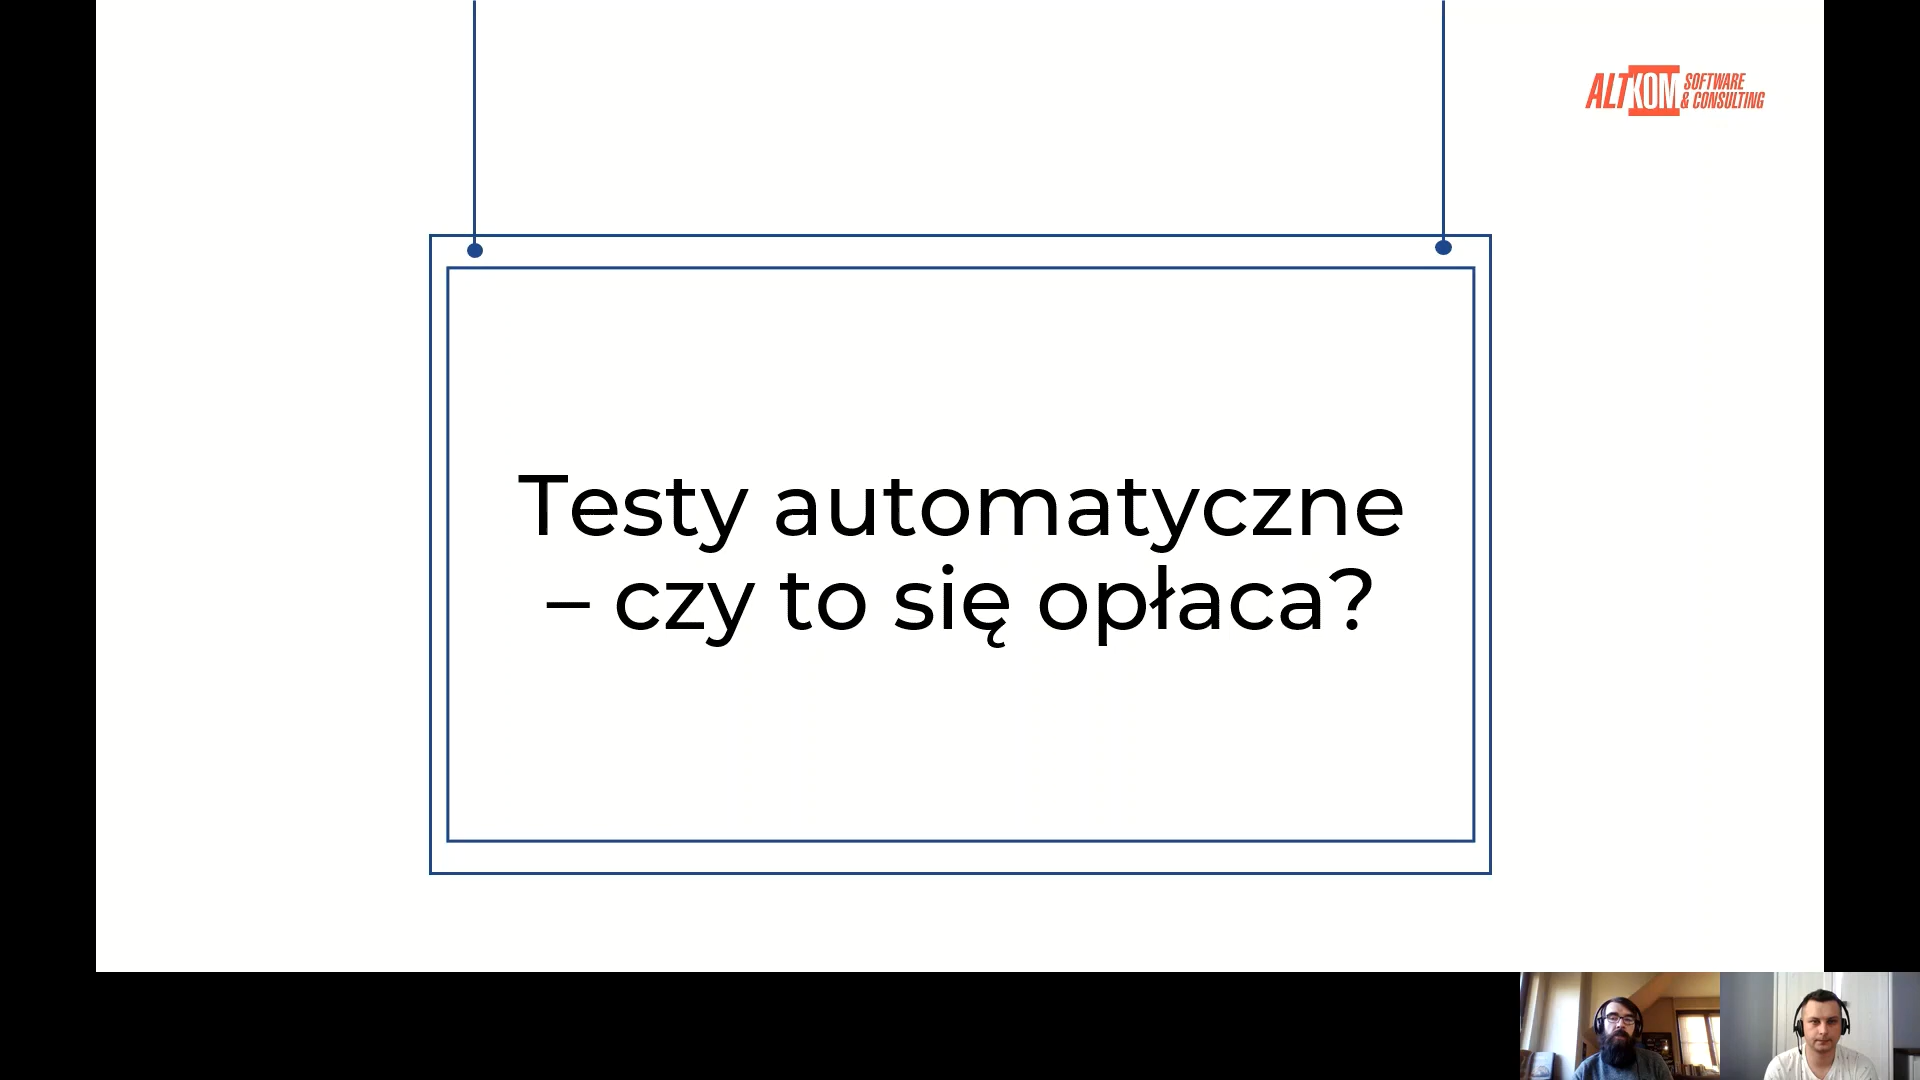 ALTKOM SOFTWARE
& CONSULTING
Testy automatyczne
– czy to się opłaca?